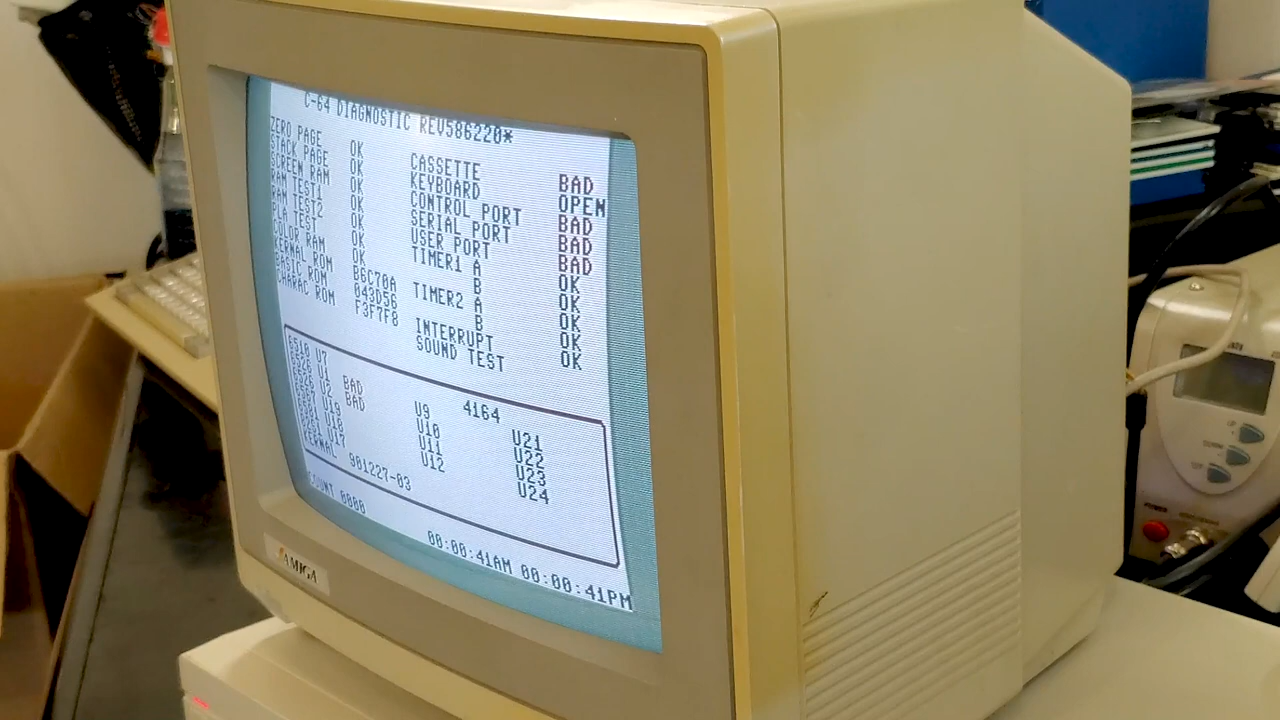 C-64 DIAGNOSTIC REV586220*
ZERO PAGE OK CASSETTE BAD
STACK PAGE OK KEYBOARD OPEN
SCREEN RAM OK CONTROL PORT BAD
RAM TEST1 OK SERIAL PORT BAD
RAM TEST2 OK USER PORT BAD
PLA TEST OK TIMER1 A OK
COLOR RAM OK B OK
KERNAL ROM B6C70A TIMER2 A OK
BASIC ROM 043D56 B OK
CHARAC ROM F3F7F8 INTERRUPT OK
SOUND TEST OK
6510 U7
6526 U1 BAD 4164
6526 U2 BAD U9 U21
U19 U10 U22
U18 U11 U23
U17 U12 U24
KERNAL 901227-03
COUNT 0000
00:00:41AM 00:00:41PM
AMIGA